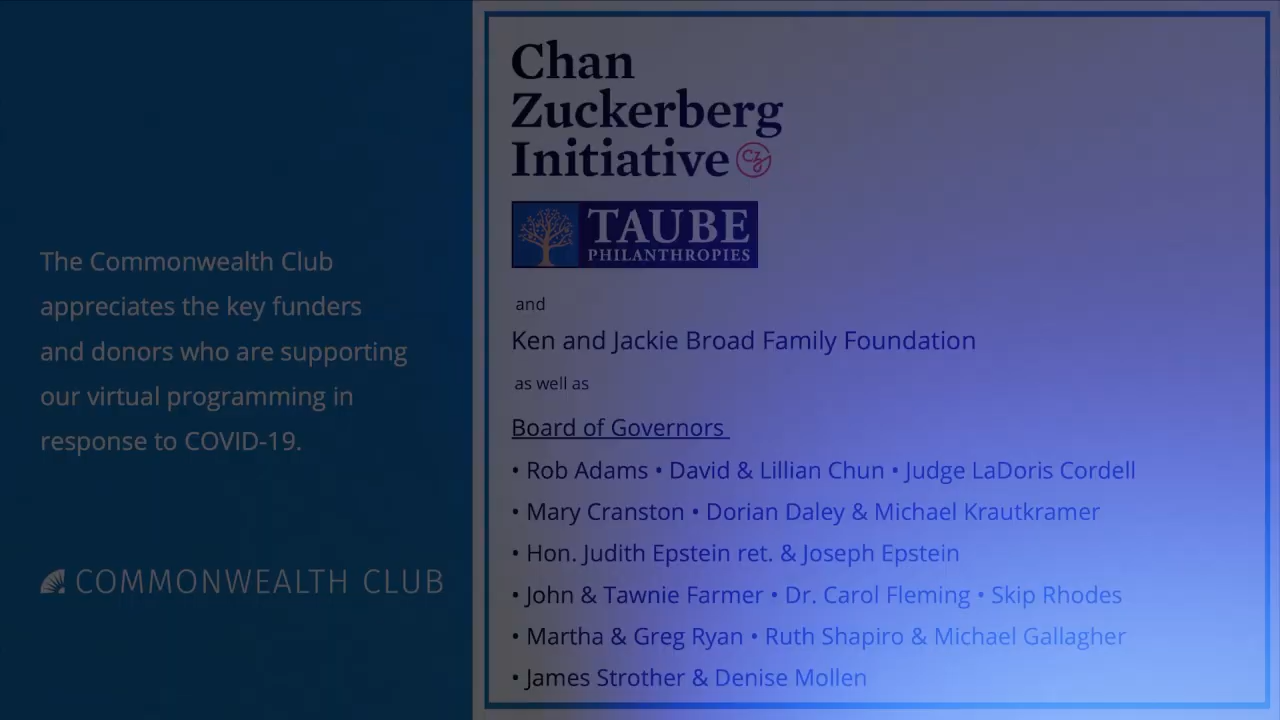 The Commonwealth Club
appreciates the key funders
and donors who are supporting
our virtual programming in
response to COVID-19.
COMMONWEALTH CLUB
Chan
Zuckerberg
Initiative CZ
TAUBE
PHILANTHROPIES
and
Ken and Jackie Broad Family Foundation
as well as
Board of Governors
• Rob Adams • David & Lillian Chun • Judge LaDoris Cordell
• Mary Cranston • Dorian Daley & Michael Krautkramer
• Hon. Judith Epstein ret. & Joseph Epstein
• John & Tawnie Farmer • Dr. Carol Fleming • Skip Rhodes
• Martha & Greg Ryan • Ruth Shapiro & Michael Gallagher
• James Strother & Denise Mollen